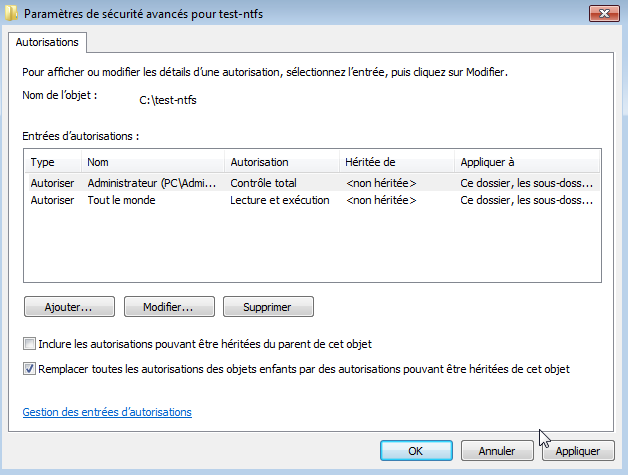 Paramètres de sécurité avancés pour test-ntfs
Autorisations
Pour afficher ou modifier les détails d'une autorisation, sélectionnez l'entrée, puis cliquez sur Modifier.
Nom de l'objet : C:\test-ntfs
Entrées d'autorisations :
Type Nom Autorisation Héritée de Appliquer à
Autoriser Administrateur (PC\Admi... Contrôle total <non héritée> Ce dossier, les sous-doss...
Autoriser Tout le monde Lecture et exécution <non héritée> Ce dossier, les sous-doss...
Ajouter... Modifier... Supprimer
Inclure les autorisations pouvant être héritées du parent de cet objet
Remplacer toutes les autorisations des objets enfants par des autorisations pouvant être héritées de cet objet
Gestion des entrées d'autorisations
OK Annuler Appliquer